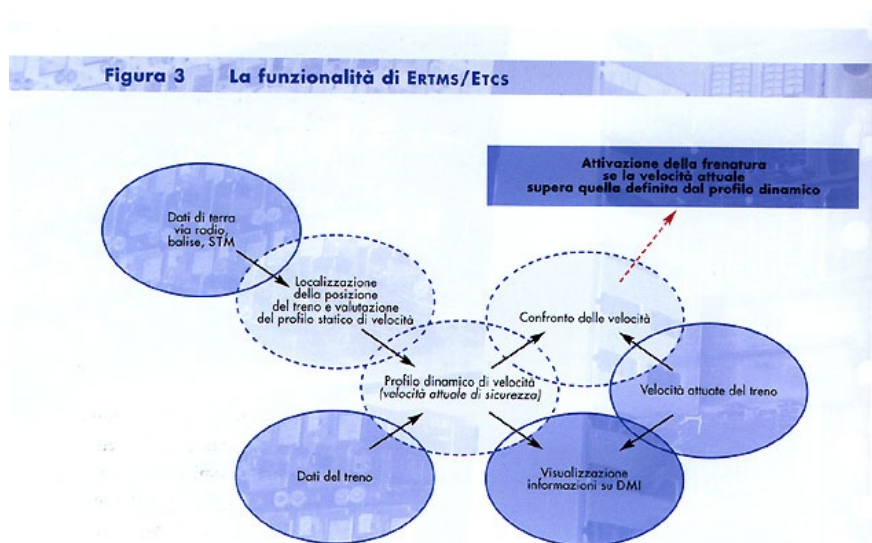 Figura 3 La funzionalità di ERTMS/ETCS
Attivazione della frenatura
se la velocità attuale
supera quella definita dal profilo dinamico
Dati di terra
via radio,
balise, STM
Localizzazione
della posizione
del treno e valutazione
del profilo statico di velocità
Confronto delle velocità
Profilo dinamico di velocità
(velocità attuale di sicurezza)
Velocità attuate del treno
Dati del treno
Visualizzazione
informazioni su DMI